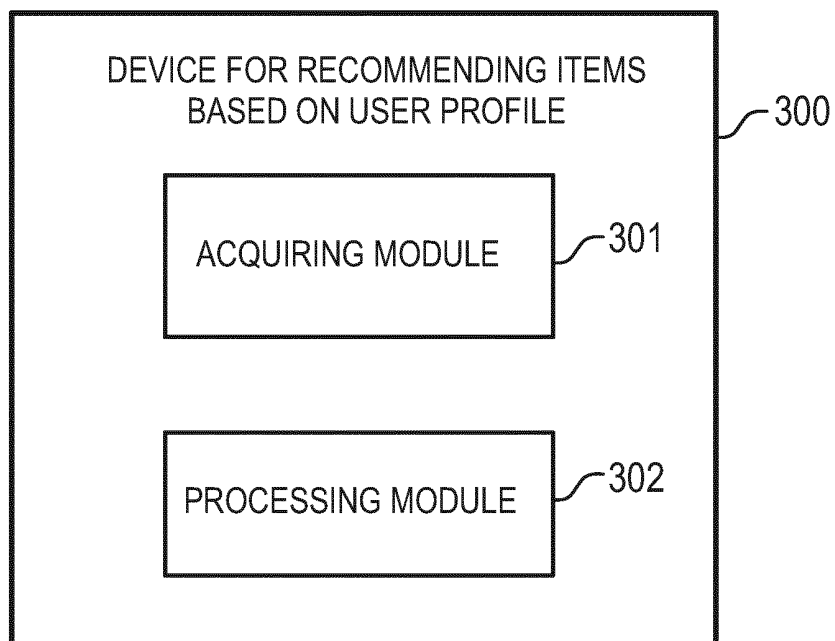 DEVICE FOR RECOMMENDING ITEMS
BASED ON USER PROFILE
300
ACQUIRING MODULE
301
PROCESSING MODULE
302